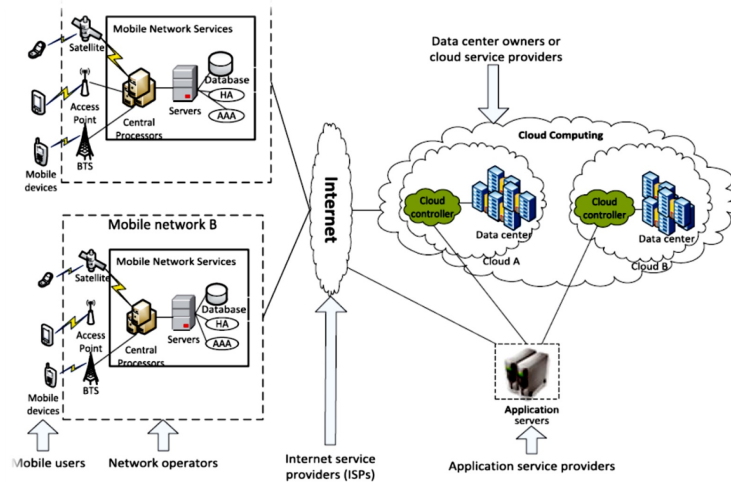 Mobile Network Services
Satellite
Database
HA
AAA
Access
Point
Central
Processors
Servers
Mobile
devices
BTS
Mobile network B
Mobile Network Services
Satellite
Database
HA
AAA
Access
Point
Central
Processors
Servers
Mobile
devices
BTS
Mobile users
Network operators
Internet
Internet service
providers (ISPs)
Data center owners or
cloud service providers
Cloud Computing
Cloud
controller
Data center
Cloud A
Cloud
controller
Data center
Cloud B
Application
servers
Application service providers